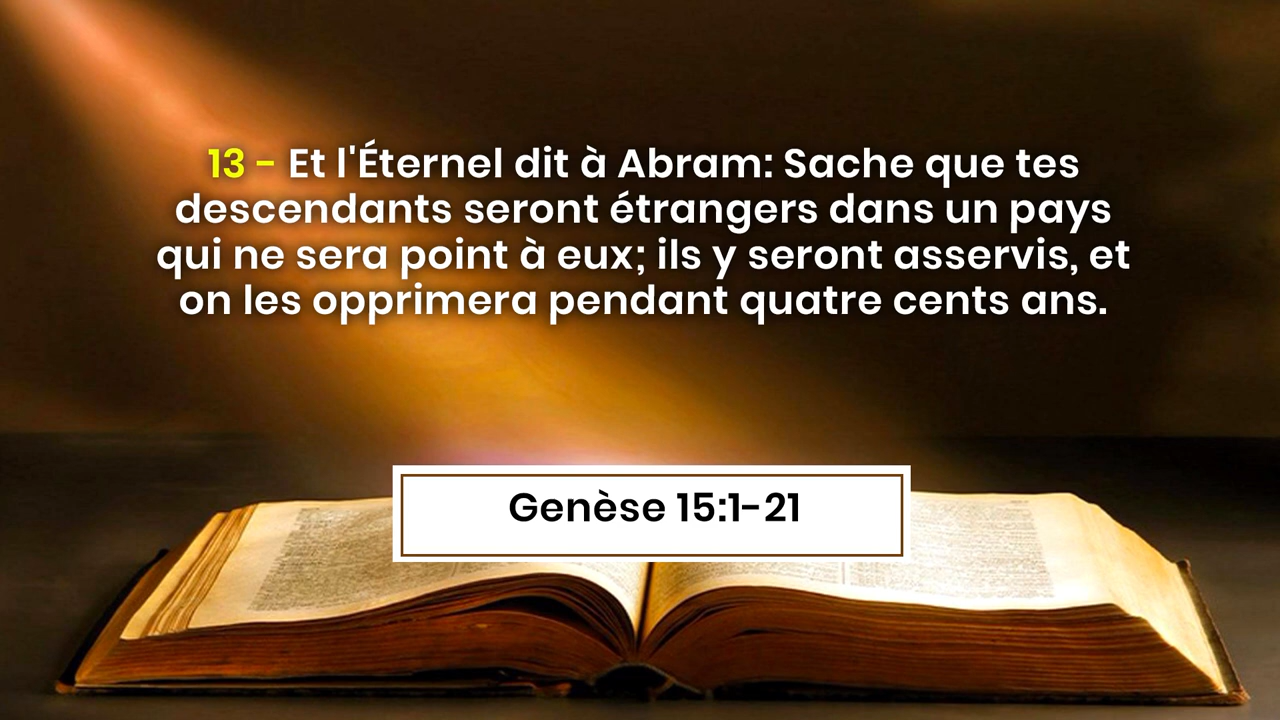 13 - Et l'Éternel dit à Abram: Sache que tes
descendants seront étrangers dans un pays
qui ne sera point à eux; ils y seront asservis, et
on les opprimera pendant quatre cents ans.
Genèse 15:1-21